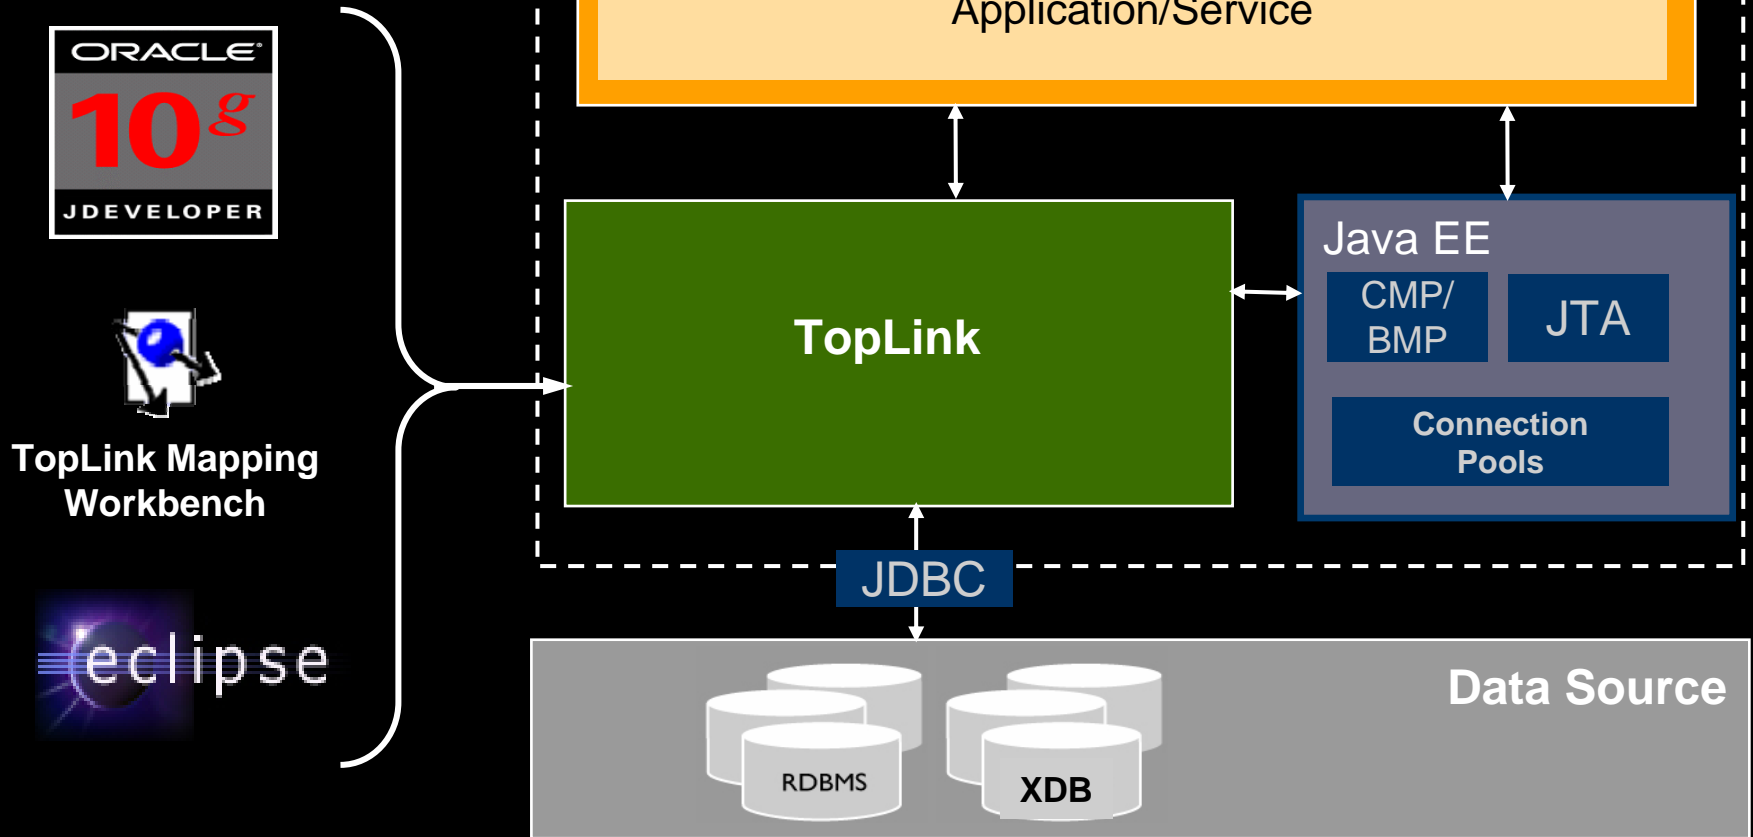 Application/Service
ORACLE®
10g
JDEVELOPER
TopLink Mapping
Workbench
eclipse
TopLink
Java EE
CMP/
BMP
JTA
Connection
Pools
JDBC
Data Source
RDBMS
XDB